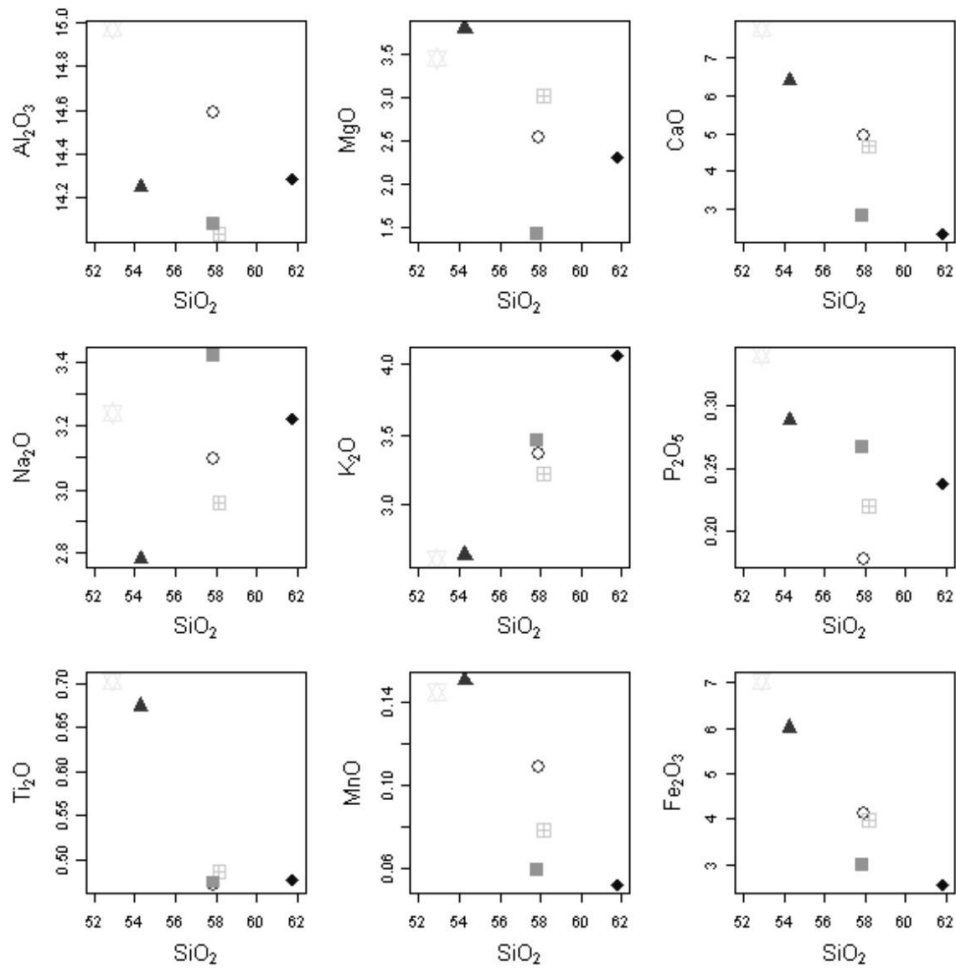 Al₂O₃
14.2 14.4 14.6 14.8 15.0
52 54 56 58 60 62
SiO₂
MgO
1.5 2.0 2.5 3.0 3.5
52 54 56 58 60 62
SiO₂
CaO
3 4 5 6 7
52 54 56 58 60 62
SiO₂
Na₂O
2.8 3.0 3.2 3.4
52 54 56 58 60 62
SiO₂
K₂O
3.0 3.5 4.0
52 54 56 58 60 62
SiO₂
P₂O₅
0.20 0.25 0.30
52 54 56 58 60 62
SiO₂
Ti₂O
0.50 0.55 0.60 0.65 0.70
52 54 56 58 60 62
SiO₂
MnO
0.06 0.10 0.14
52 54 56 58 60 62
SiO₂
Fe₂O₃
3 4 5 6 7
52 54 56 58 60 62
SiO₂